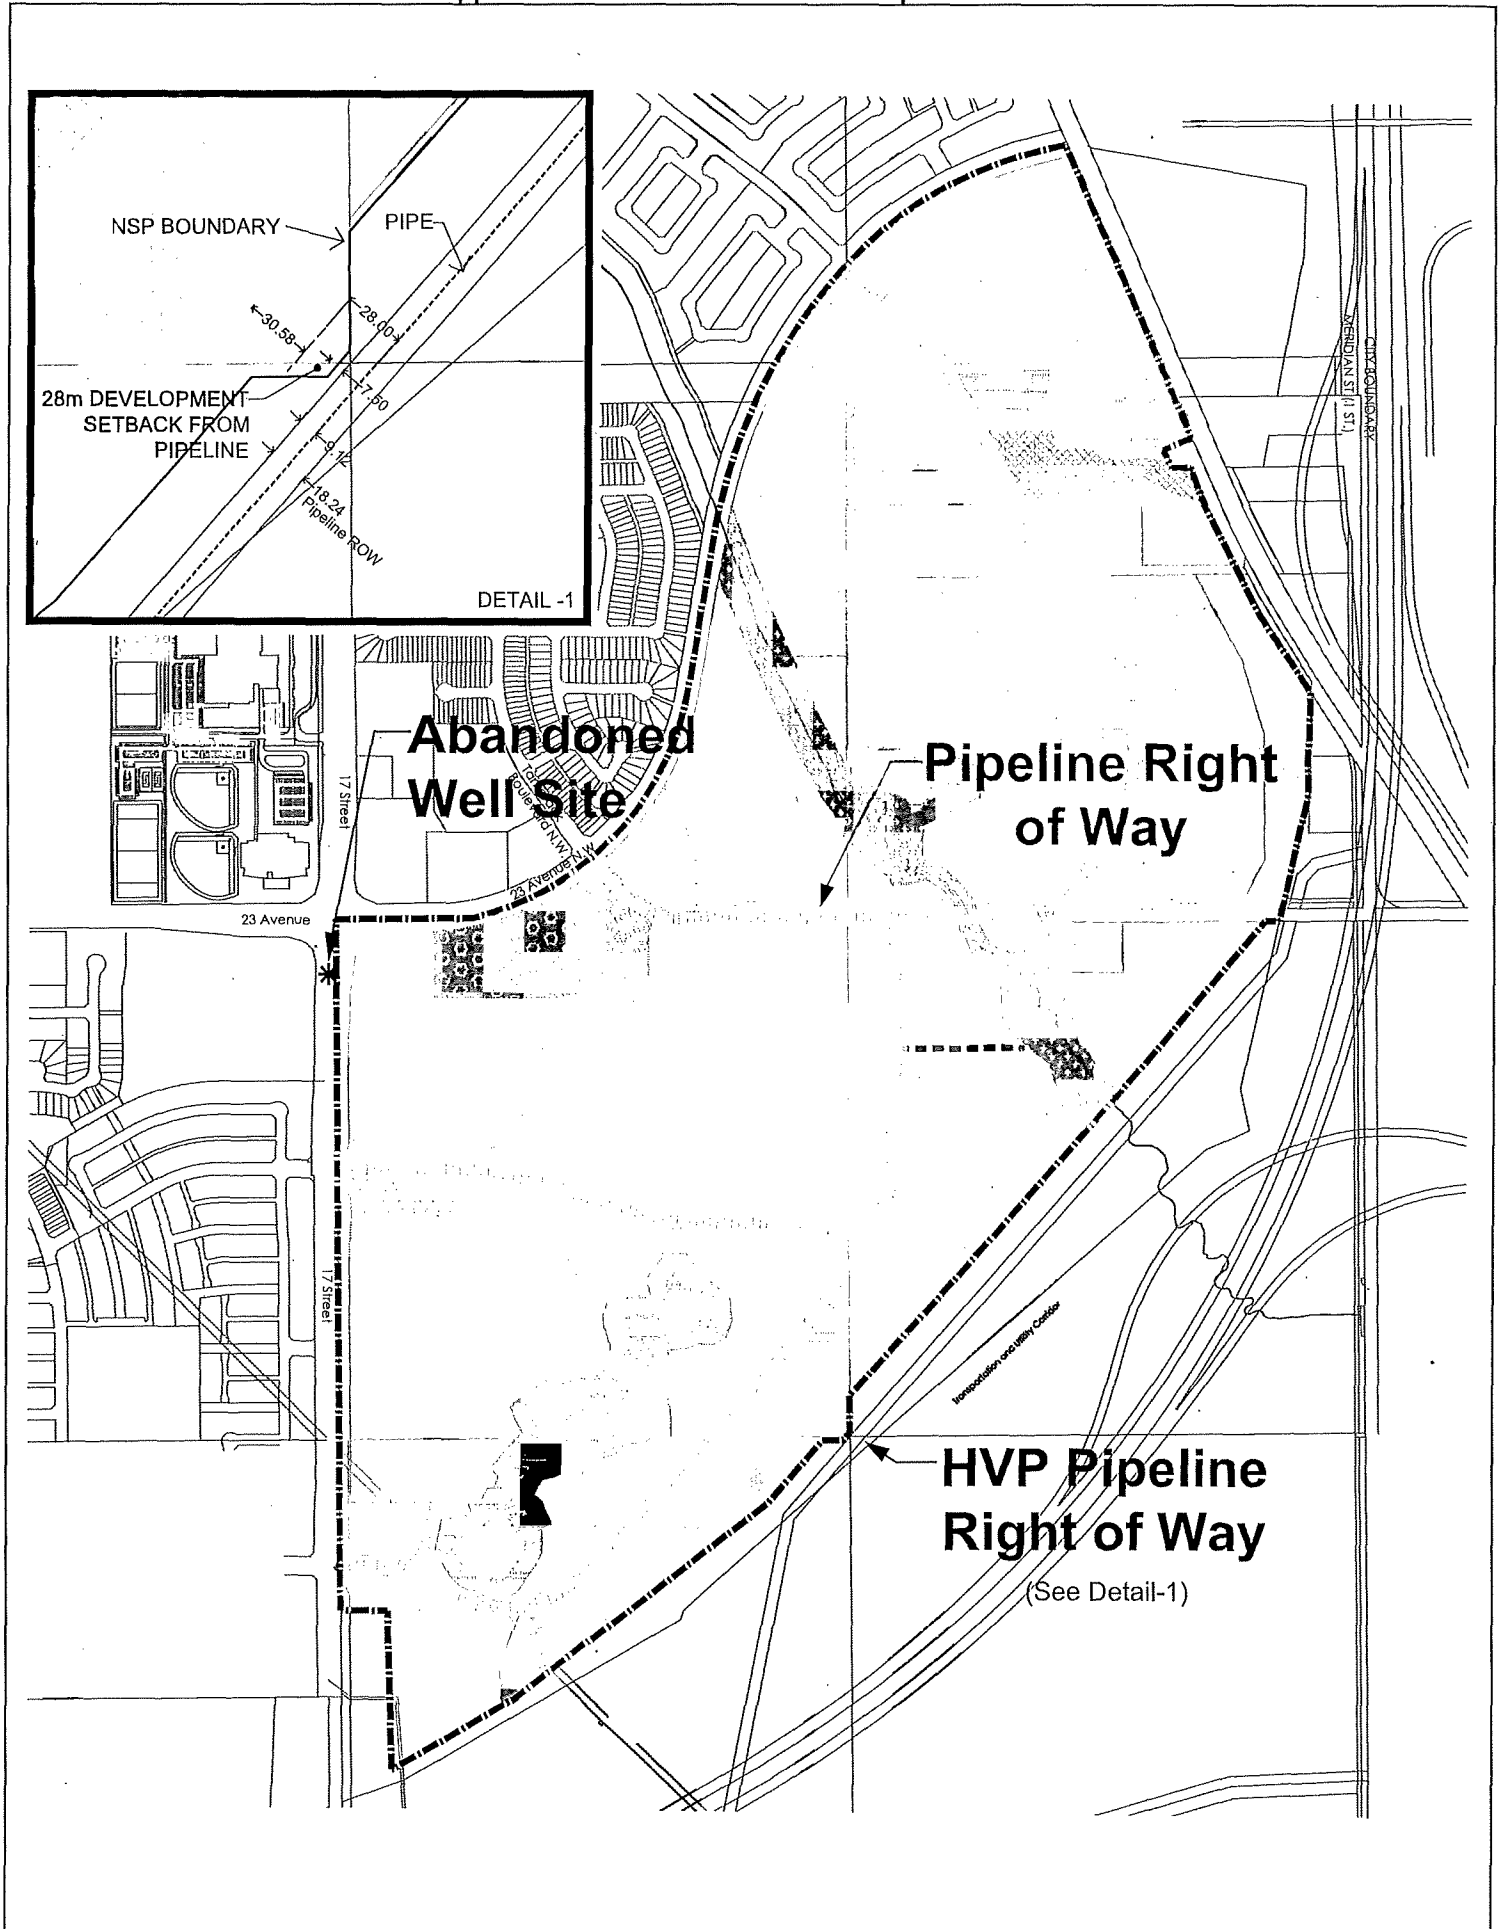 NSP BOUNDARY
PIPE
←30.58→
←28.00
28m DEVELOPMENT
SETBACK FROM
PIPELINE
17.50
18.24
Pipeline ROW
DETAIL -1
MERIDIAN ST. (1 ST.)
CITY BOUNDARY
Abandoned
Well Site
17 Street
Boulevard N.W.
23 Avenue N.W.
23 Avenue
Pipeline Right
of Way
17 Street
Transportation and Utility Corridor
HVP Pipeline
Right of Way
(See Detail-1)